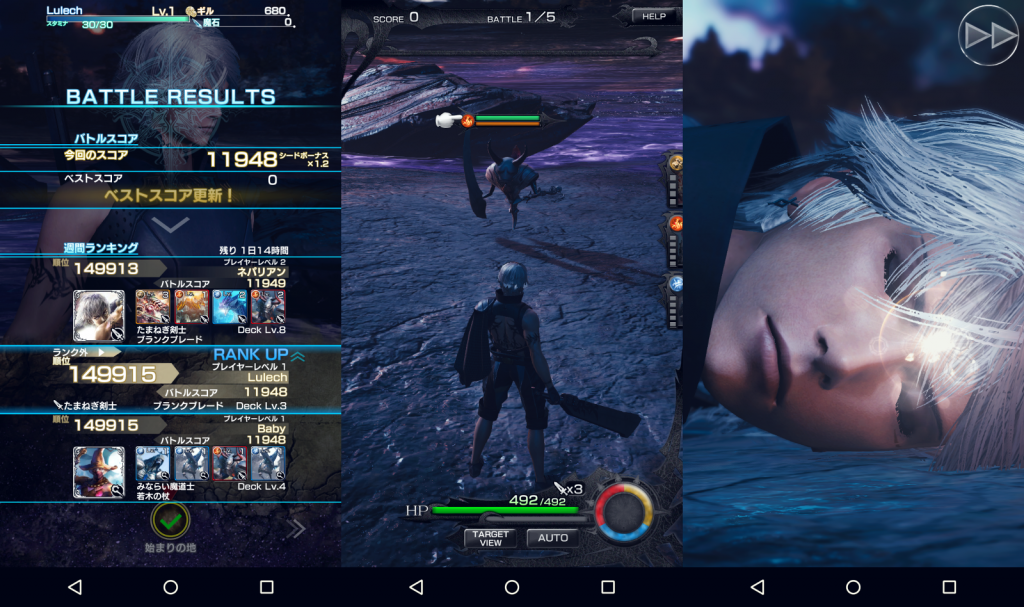 Lulech Lv.1 ギル 680
スタミナ 30/30 魔石 0
BATTLE RESULTS
バトルスコア
今回のスコア 11948 シードボーナス ×1.2
ベストスコア 0
ベストスコア更新！
週間ランキング 残り 1日14時間
順位 149913 プレイヤーレベル 2
ネバリアン
バトルスコア 11949
たまねぎ剣士 Deck Lv.8
ブランクブレード
ランク外 RANK UP
順位 149915 プレイヤーレベル 1
Lulech
バトルスコア 11948
たまねぎ剣士 ブランクブレード Deck Lv.3
順位 149915 プレイヤーレベル 1
Baby
バトルスコア 11948
みならい魔道士 Deck Lv.4
若木の杖
始まりの地
SCORE 0 BATTLE 1/5 HELP
x3
HP 492/492
TARGET VIEW AUTO